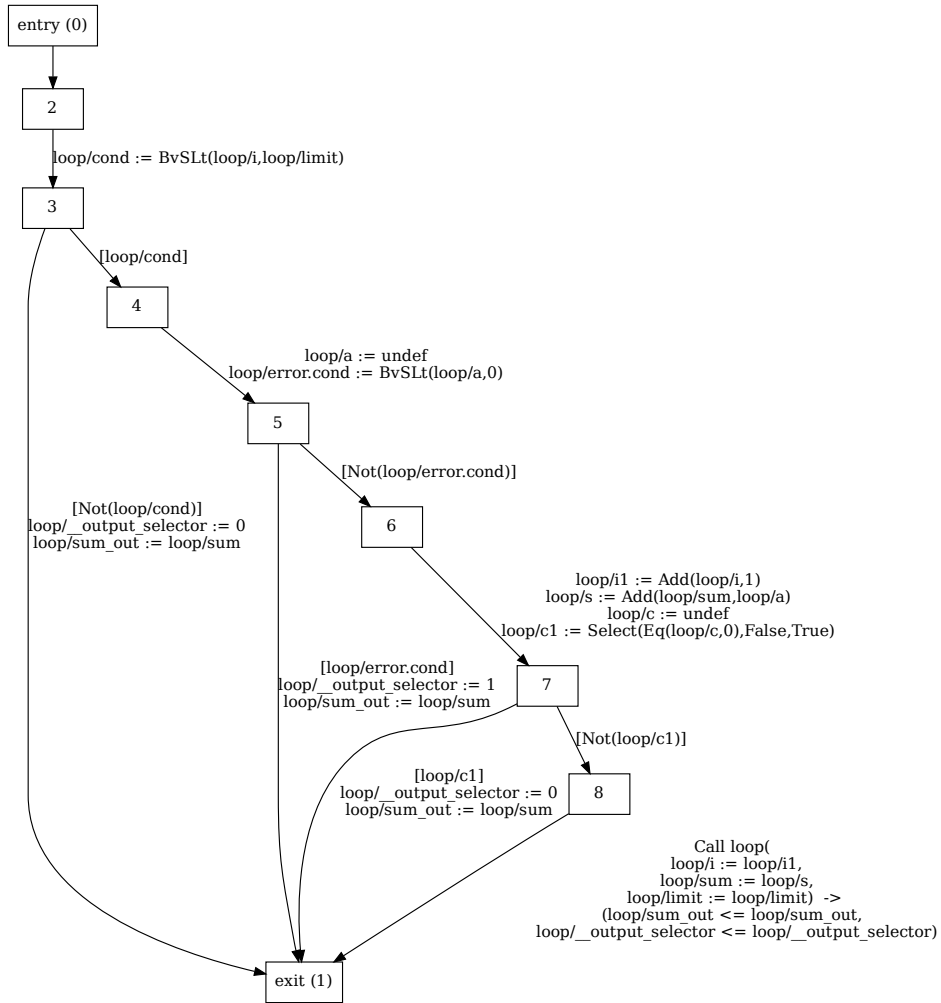 entry (0)
2
loop/cond := BvSLt(loop/i,loop/limit)
3
[loop/cond]
4
loop/a := undef
loop/error.cond := BvSLt(loop/a,0)
5
[Not(loop/error.cond)]
[Not(loop/cond)]
loop/__output_selector := 0
loop/sum_out := loop/sum
6
loop/i1 := Add(loop/i,1)
loop/s := Add(loop/sum,loop/a)
loop/c := undef
loop/c1 := Select(Eq(loop/c,0),False,True)
[loop/error.cond]
loop/__output_selector := 1
loop/sum_out := loop/sum
7
[Not(loop/c1)]
[loop/c1]
loop/__output_selector := 0
loop/sum_out := loop/sum
8
Call loop(
loop/i := loop/i1,
loop/sum := loop/s,
loop/limit := loop/limit)  ->
(loop/sum_out <= loop/sum_out,
loop/__output_selector <= loop/__output_selector)
exit (1)